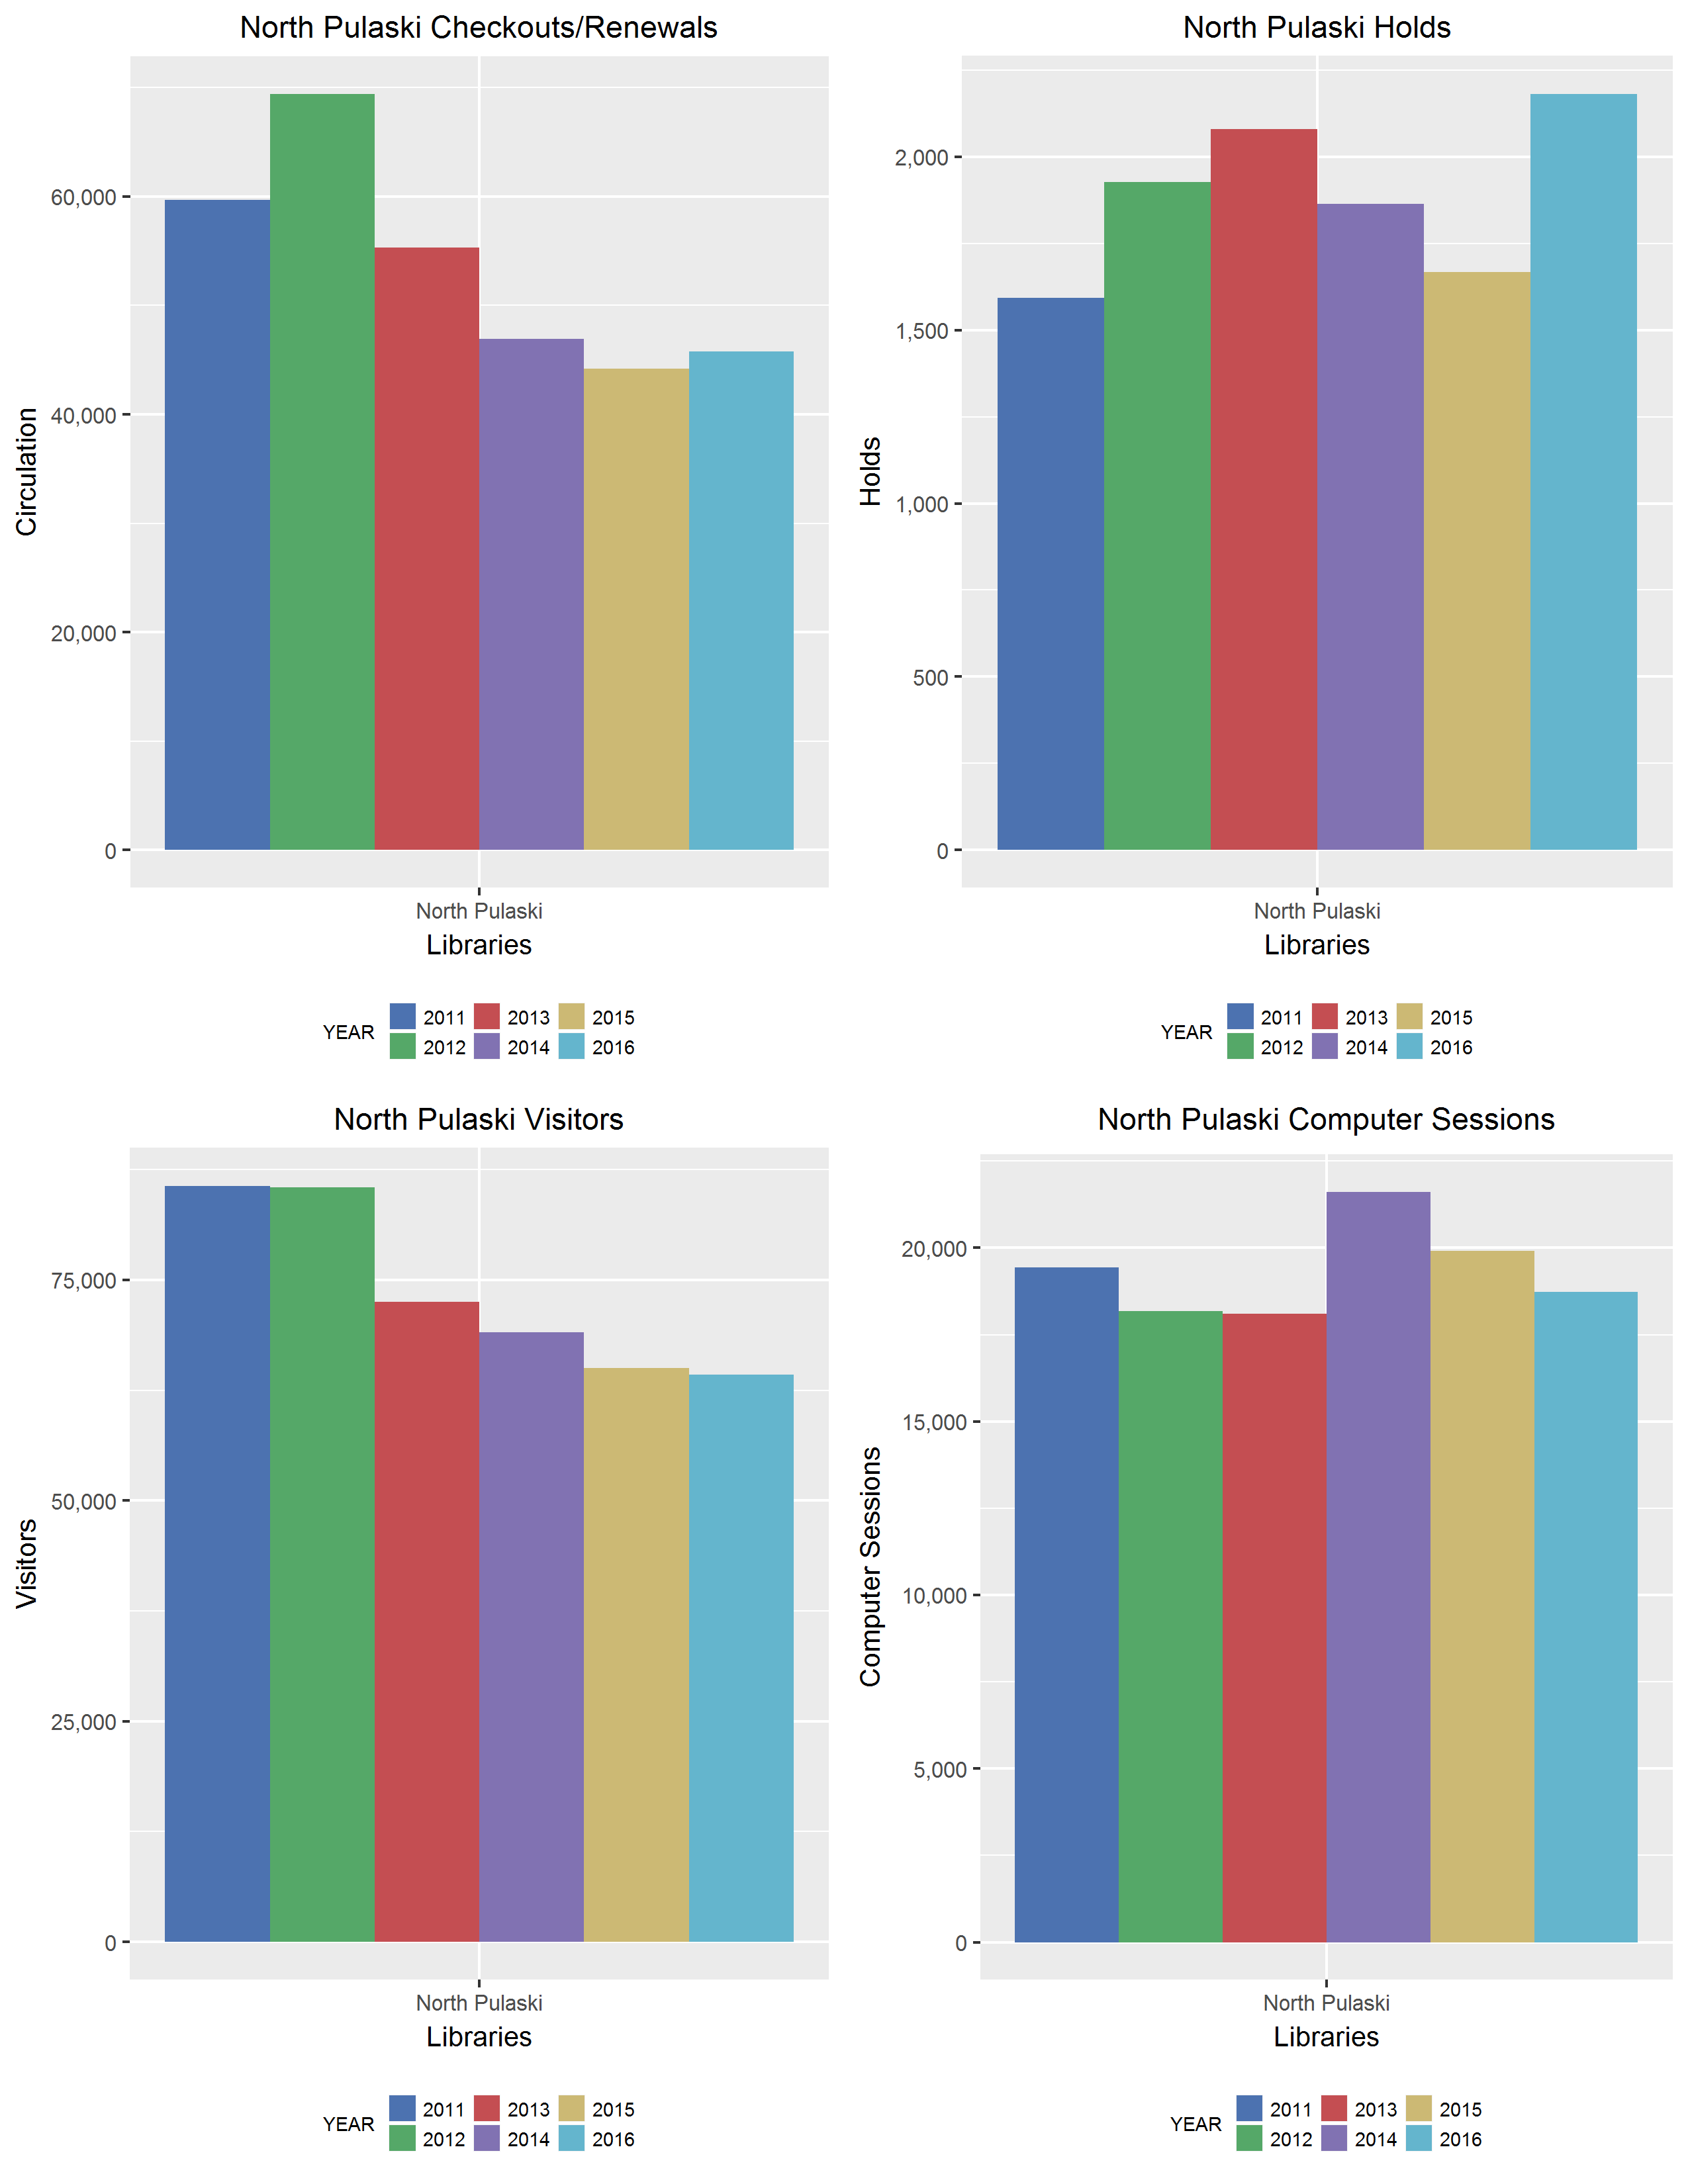 North Pulaski Checkouts/Renewals
Circulation
60,000
40,000
20,000
0
North Pulaski
Libraries
YEAR
2011 2013 2015
2012 2014 2016
North Pulaski Holds
Holds
2,000
1,500
1,000
500
0
North Pulaski
Libraries
YEAR
2011 2013 2015
2012 2014 2016
North Pulaski Visitors
Visitors
75,000
50,000
25,000
0
North Pulaski
Libraries
YEAR
2011 2013 2015
2012 2014 2016
North Pulaski Computer Sessions
Computer Sessions
20,000
15,000
10,000
5,000
0
North Pulaski
Libraries
YEAR
2011 2013 2015
2012 2014 2016